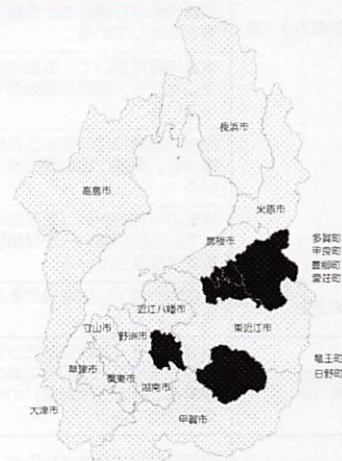 長浜市
高島市
米原市
彦根市
多賀町
甲良町
豊郷町
愛荘町
近江八幡市
東近江市
守山市
野洲市
竜王町
日野町
草津市
栗東市
湖南市
大津市
甲賀市